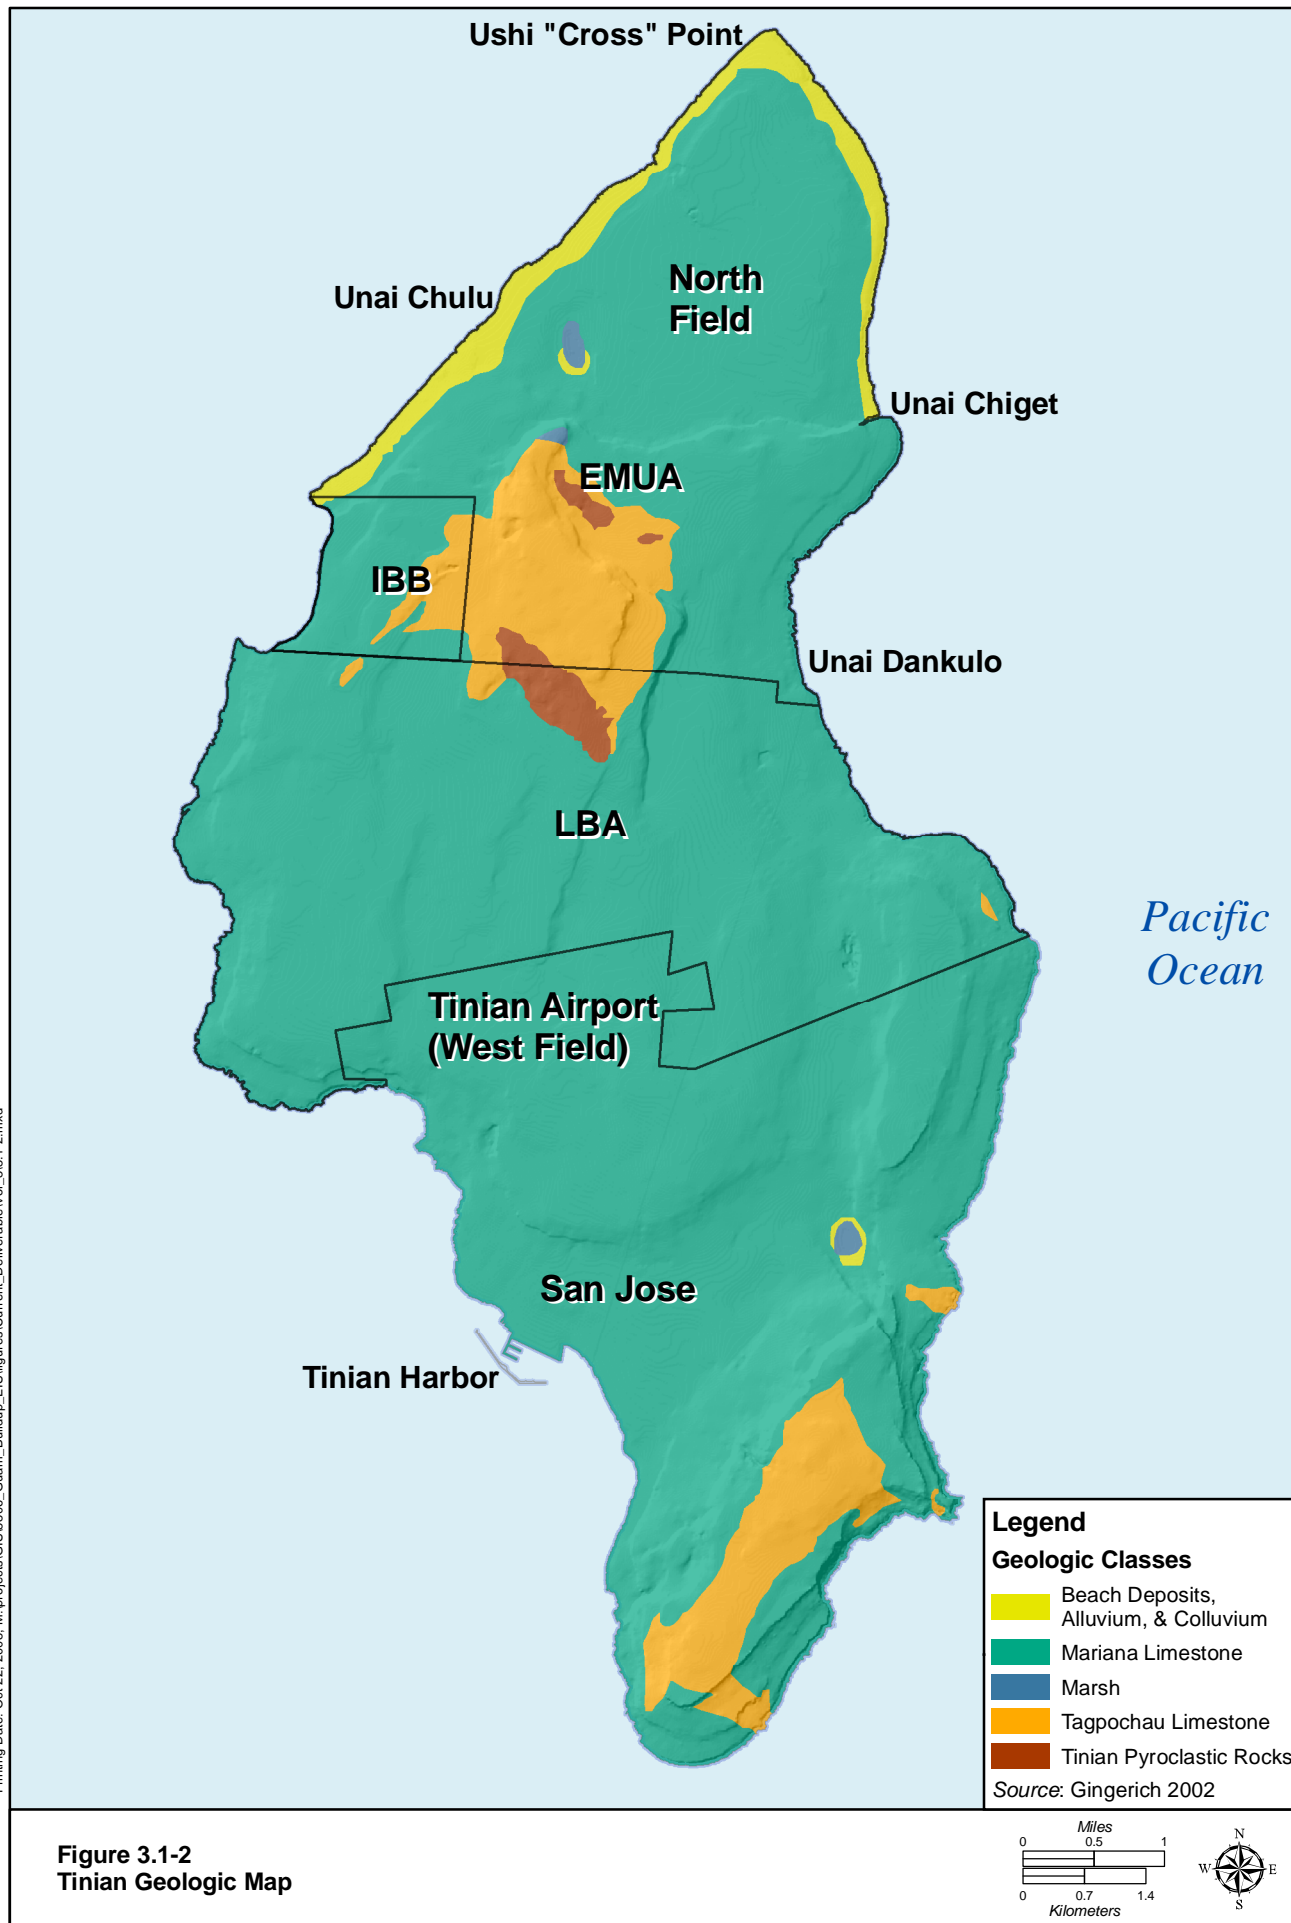 Ushi "Cross" Point
North
Field
Unai Chulu
Unai Chiget
EMUA
IBB
Unai Dankulo
LBA
Pacific
Ocean
Tinian Airport
(West Field)
San Jose
Tinian Harbor
Legend
Geologic Classes
Beach Deposits,
Alluvium, & Colluvium
Mariana Limestone
Marsh
Tagpochau Limestone
Tinian Pyroclastic Rocks
Source: Gingerich 2002
Figure 3.1-2
Tinian Geologic Map
Miles
0 0.5 1
0 0.7 1.4
Kilometers
N
W E
S